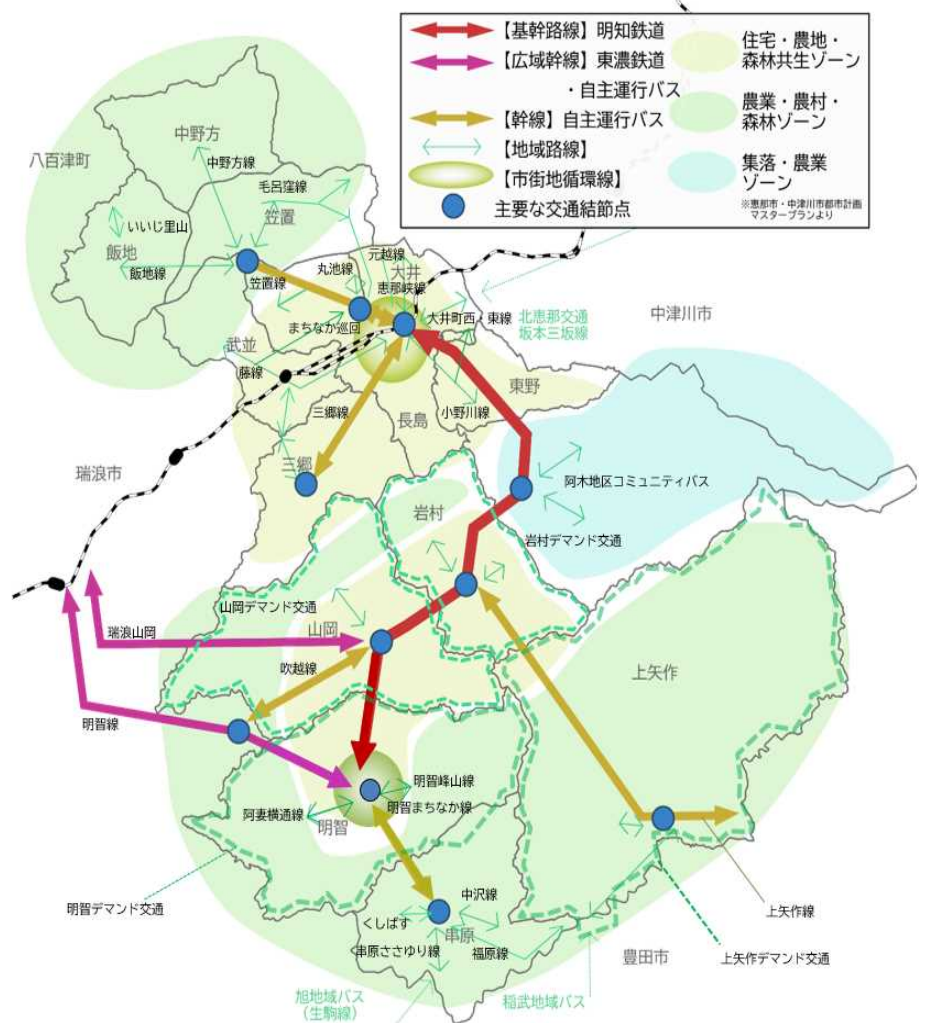 【基幹路線】明知鉄道
【広域幹線】東濃鉄道
・自主運行バス
【幹線】自主運行バス
【地域路線】
【市街地循環線】
主要な交通結節点
住宅・農地・
森林共生ゾーン
農業・農村・
森林ゾーン
集落・農業
ゾーン
※恵那市・中津川市都市計画
マスタープランより
中野方
八百津町
中野方線
毛呂窪線
笠置
いいじ里山
飯地
飯地線
元越線
丸池線
大井
恵那峡線
笠置線
まちなか巡回
大井町西・東線
北恵那交通
坂本三坂線
中津川市
武並
藤線
東野
三郷線
長島
小野川線
三郷
瑞浪市
阿木地区コミュニティバス
岩村
岩村デマンド交通
山岡デマンド交通
山岡
瑞浪山岡
吹越線
上矢作
明智線
明智峰山線
明智まちなか線
阿妻横通線
明智
明智デマンド交通
中沢線
くしばす
串原
串原ささゆり線
福原線
上矢作線
豊田市
上矢作デマンド交通
旭地域バス
（生駒線）
稲武地域バス